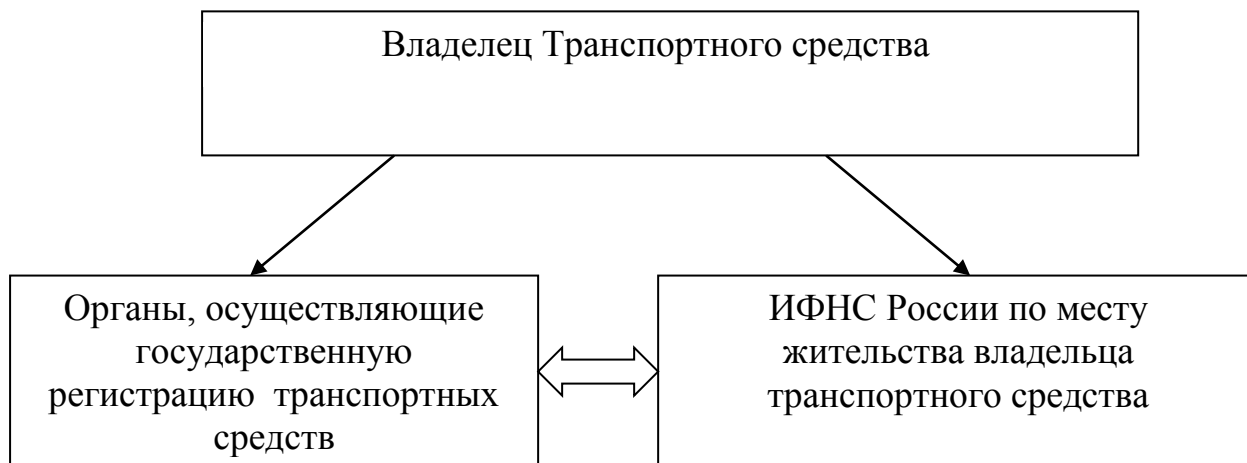 Владелец Транспортного средства
Органы, осуществляющие
государственную
регистрацию транспортных
средств
ИФНС России по месту
жительства владельца
транспортного средства